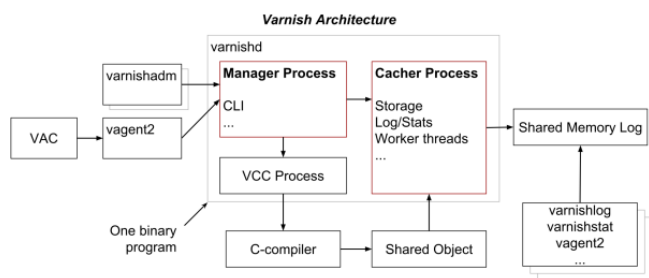 Varnish Architecture
varnishd
varnishadm
Manager Process
CLI
...
Cacher Process
Storage
Log/Stats
Worker threads
...
VAC
vagent2
Shared Memory Log
VCC Process
One binary
program
C-compiler
Shared Object
varnishlog
varnishstat
vagent2
...